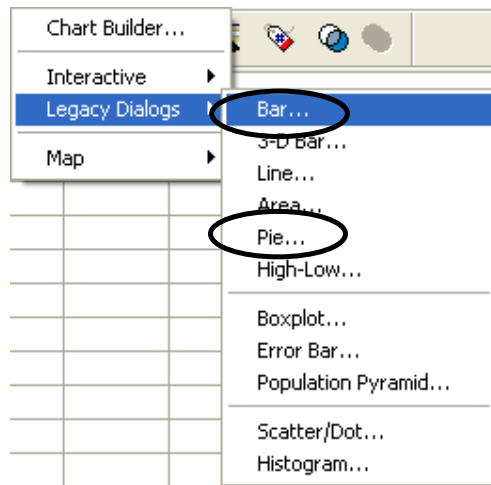 Chart Builder...
Interactive
Legacy Dialogs
Map
Bar...
3-D Bar...
Line...
Area...
Pie...
High-Low...
Boxplot...
Error Bar...
Population Pyramid...
Scatter/Dot...
Histogram...